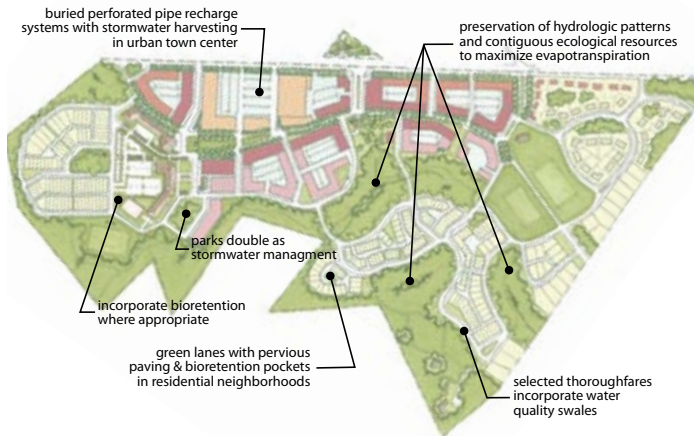 buried perforated pipe recharge
systems with stormwater harvesting
in urban town center
preservation of hydrologic patterns
and contiguous ecological resources
to maximize evapotranspiration
parks double as
stormwater managment
incorporate bioretention
where appropriate
green lanes with pervious
paving & bioretention pockets
in residential neighborhoods
selected thoroughfares
incorporate water
quality swales